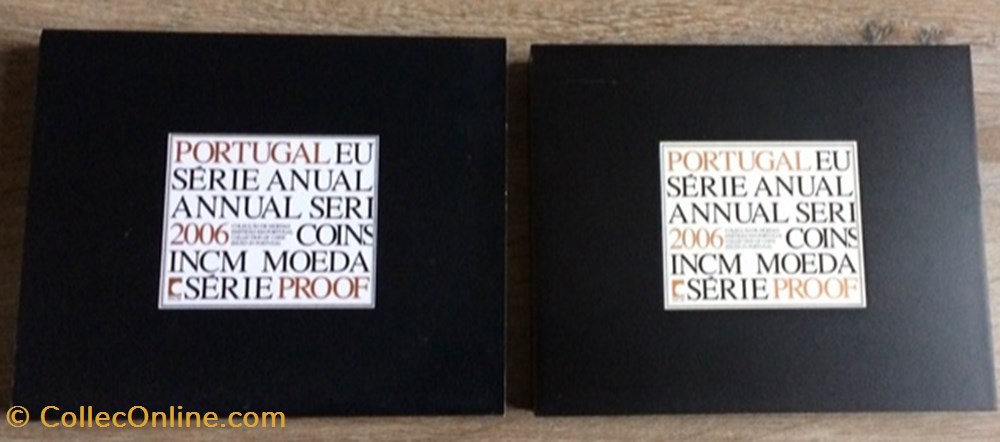 PORTUGAL EU
SÉRIE ANUAL
ANNUAL SERI
2006 COINS
INCM MOEDA
SÉRIE PROOF
PORTUGAL EU
SÉRIE ANUAL
ANNUAL SERI
2006 COINS
INCM MOEDA
SÉRIE PROOF
© CollecOnline.com